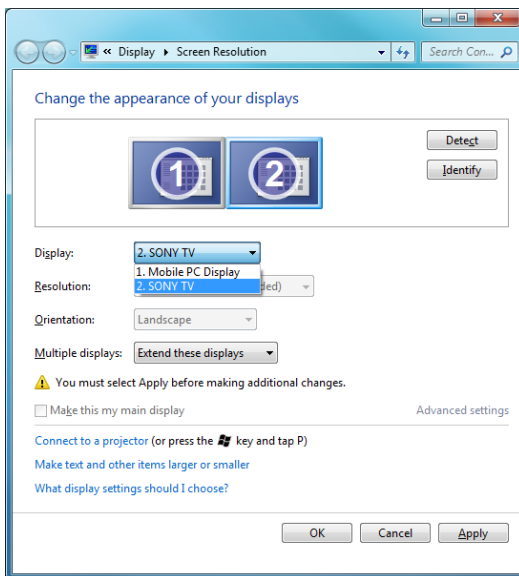 « Display ▸ Screen Resolution
Search Con...
Change the appearance of your displays
Detect
1 2
Identify
Display: 2. SONY TV
1. Mobile PC Display
2. SONY TV
Resolution: ded)
Orientation: Landscape
Multiple displays: Extend these displays
You must select Apply before making additional changes.
Make this my main display Advanced settings
Connect to a projector (or press the key and tap P)
Make text and other items larger or smaller
What display settings should I choose?
OK Cancel Apply